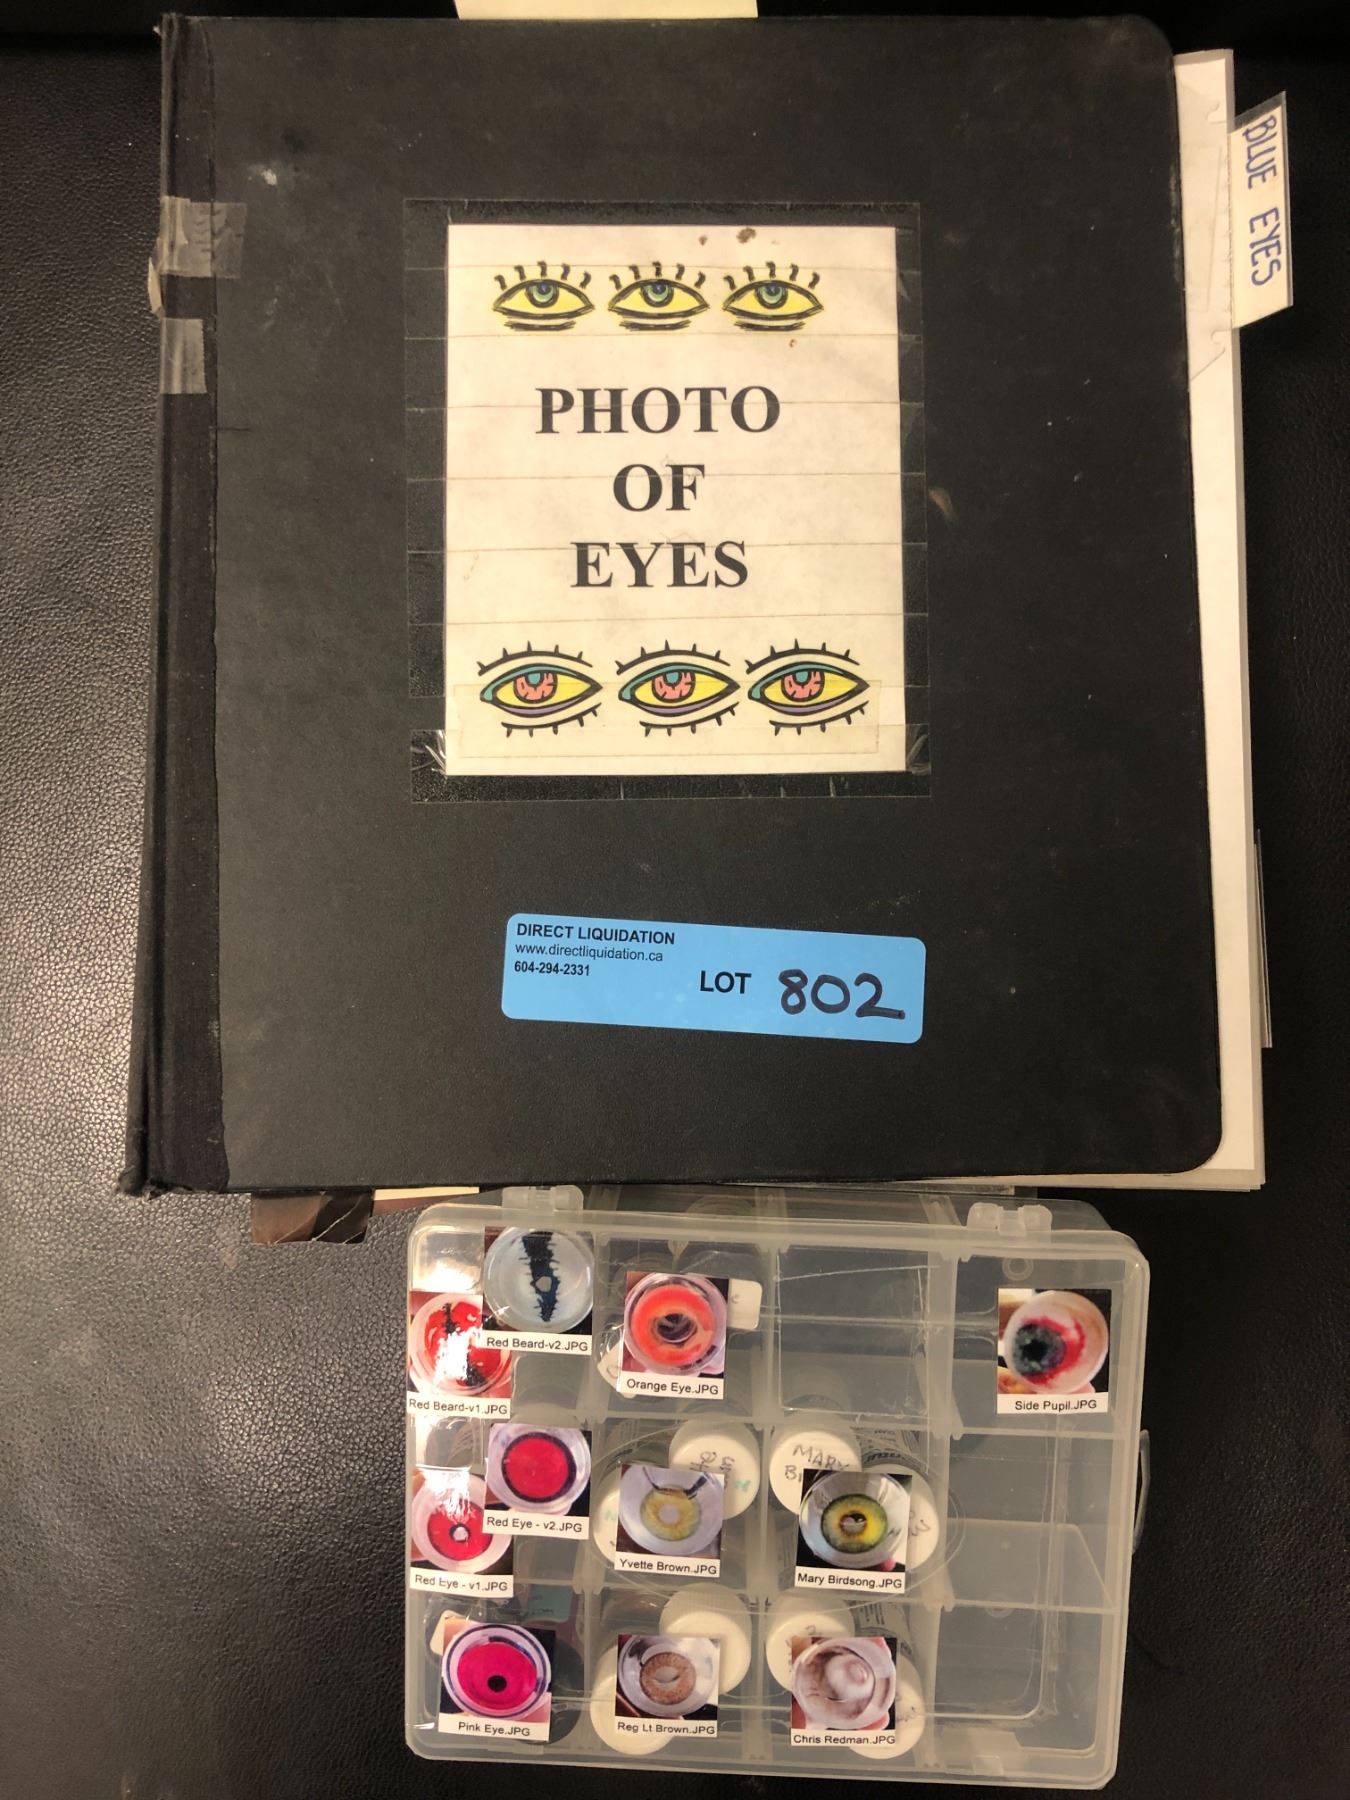 BLUE EYES
PHOTO
OF
EYES
DIRECT LIQUIDATION
www.directliquidation.ca
604-294-2331
LOT 802
Red Beard-v2.JPG
Red Beard-v1.JPG
Orange Eye.JPG
Side Pupil.JPG
MARY
Red Eye - v2.JPG
Red Eye - v1.JPG
Yvette Brown.JPG
Mary Birdsong.JPG
Pink Eye.JPG
Reg Lt Brown.JPG
Chris Redman.JPG